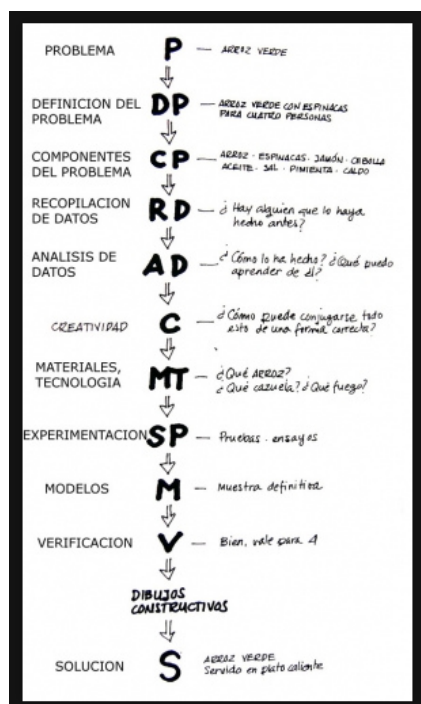 PROBLEMA P — ARROZ VERDE
DEFINICION DEL PROBLEMA DP — ARROZ VERDE CON ESPINACAS
PARA CUATRO PERSONAS
COMPONENTES DEL PROBLEMA CP — ARROZ · ESPINACAS · JAMÓN · CEBOLLA
ACEITE · SAL · PIMIENTA · CALDO
RECOPILACION DE DATOS RD — ¿Hay alguien que lo haya
hecho antes?
ANALISIS DE DATOS AD — ¿Cómo lo ha hecho? ¿Qué puedo
aprender de él?
CREATIVIDAD C — ¿Cómo puede conjugarse todo
esto de una forma correcta?
MATERIALES, TECNOLOGIA MT — ¿Qué ARROZ?
¿Qué cazuela? ¿Qué fuego?
EXPERIMENTACION SP — Pruebas · ensayos
MODELOS M — Muestra definitiva
VERIFICACION V — Bien, vale para 4
DIBUJOS
CONSTRUCTIVOS
SOLUCION S ARROZ VERDE
Servido en plato caliente